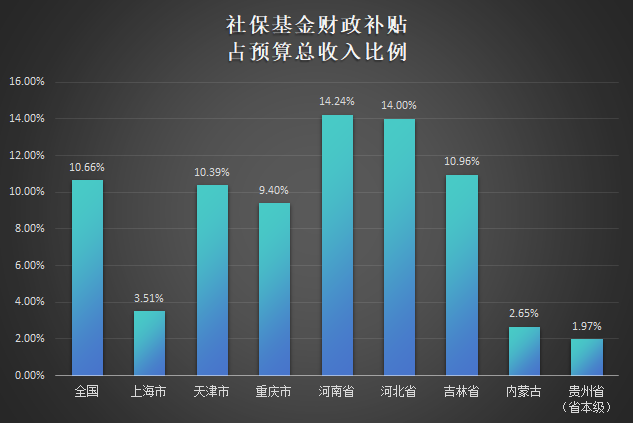 社保基金财政补贴
占预算总收入比例
16.00%
14.00%
12.00%
10.00%
8.00%
6.00%
4.00%
2.00%
0.00%
10.66%
3.51%
10.39%
9.40%
14.24%
14.00%
10.96%
2.65%
1.97%
全国
上海市
天津市
重庆市
河南省
河北省
吉林省
内蒙古
贵州省
（省本级）